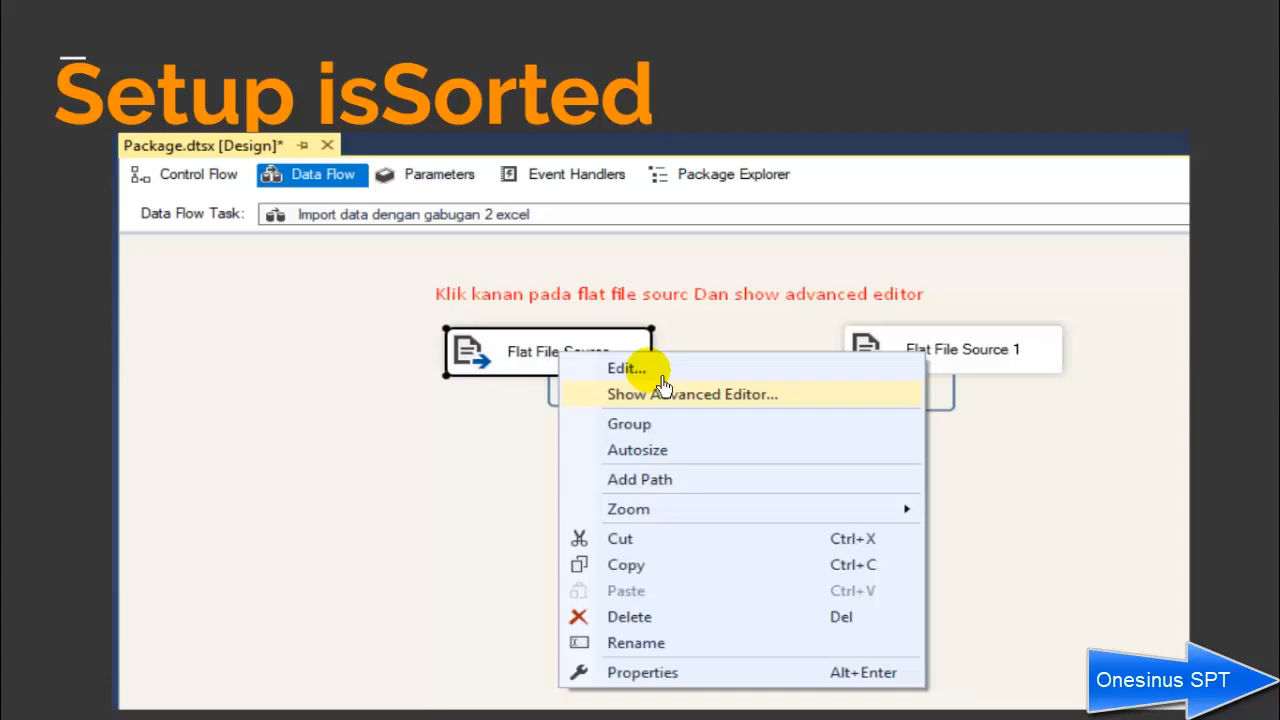 Setup isSorted
Package.dtsx [Design]*
Control Flow Data Flow Parameters Event Handlers Package Explorer
Data Flow Task: Import data dengan gabugan 2 excel
Klik kanan pada flat file sourc Dan show advanced editor
Flat File Source
Flat File Source 1
Edit...
Show Advanced Editor...
Group
Autosize
Add Path
Zoom
Cut Ctrl+X
Copy Ctrl+C
Paste Ctrl+V
Delete Del
Rename
Properties Alt+Enter
Onesinus SPT